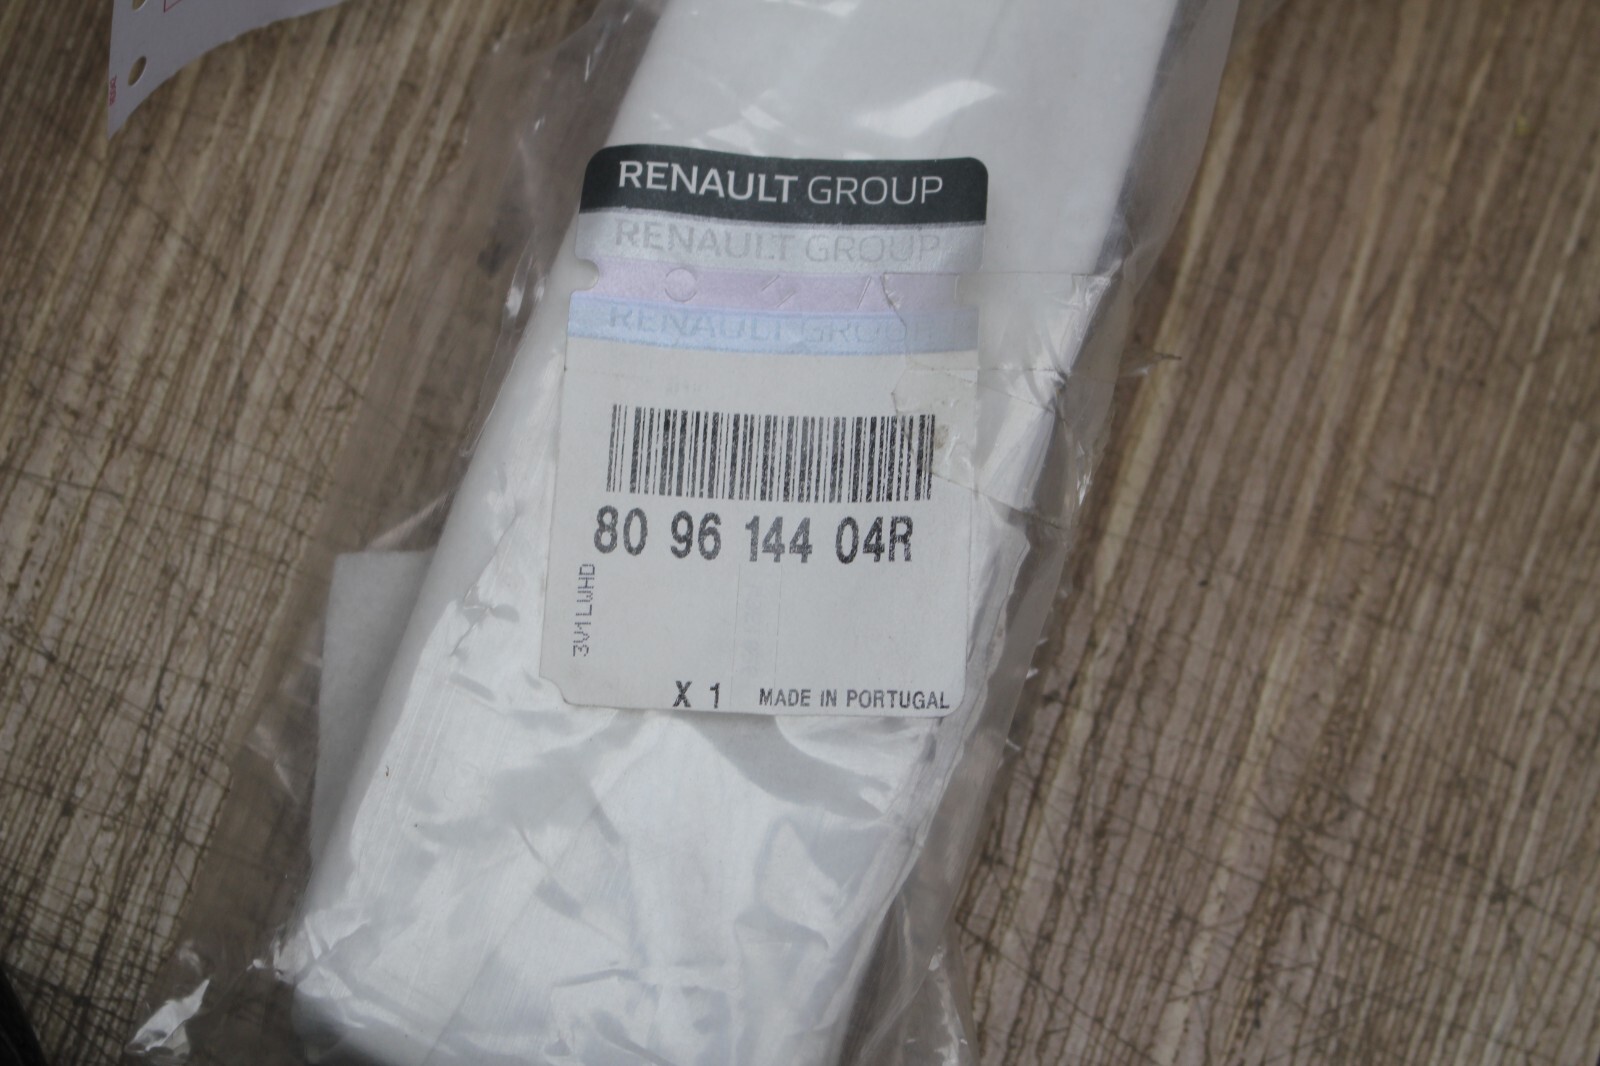 RENAULT GROUP
RENAULT GROUP
RENAULT GROUP
80 96 144 04R
3V1LWHD
X 1 MADE IN PORTUGAL